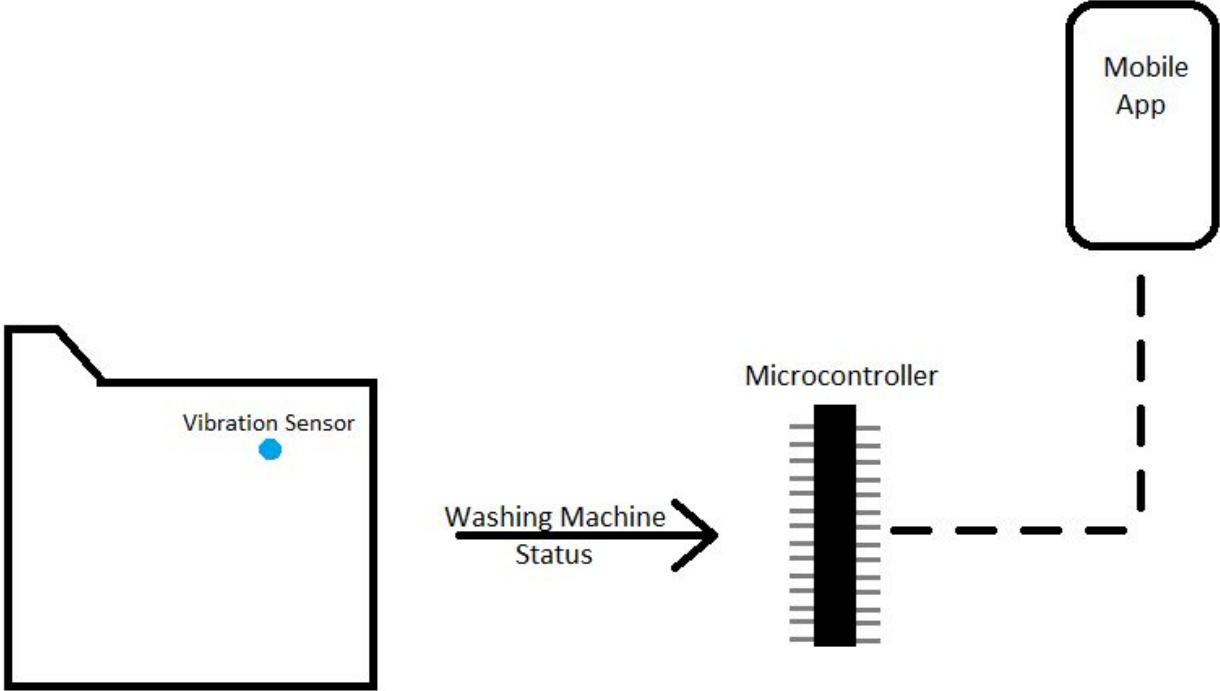 Mobile
App
Microcontroller
Vibration Sensor
Washing Machine
Status